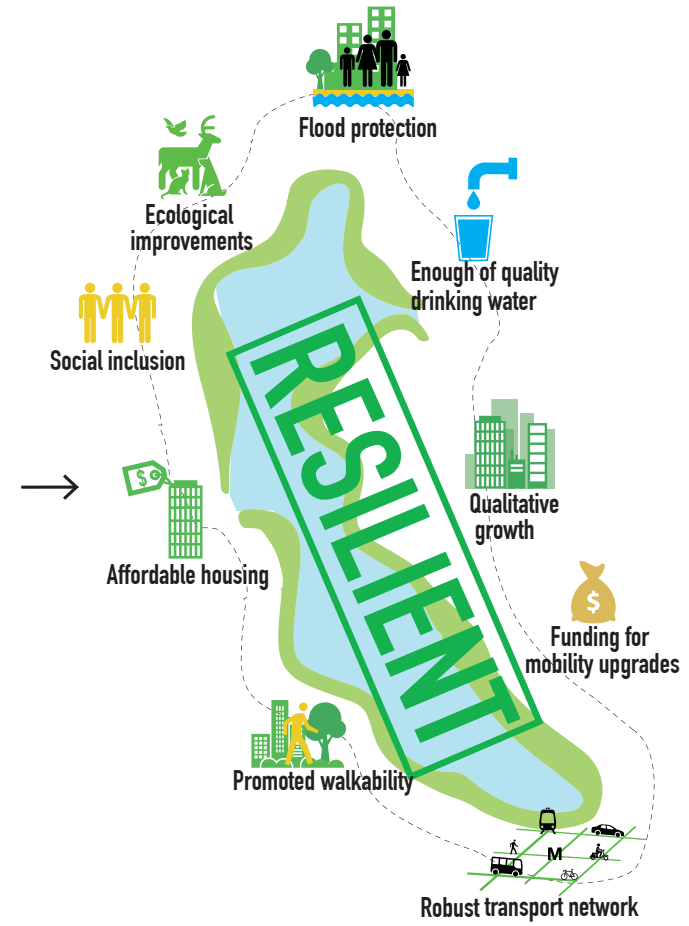 Flood protection
Ecological
improvements
Enough of quality
drinking water
Social inclusion
RESILIENT
$
Qualitative
growth
Affordable housing
$
Funding for
mobility upgrades
Promoted walkability
M
Robust transport network